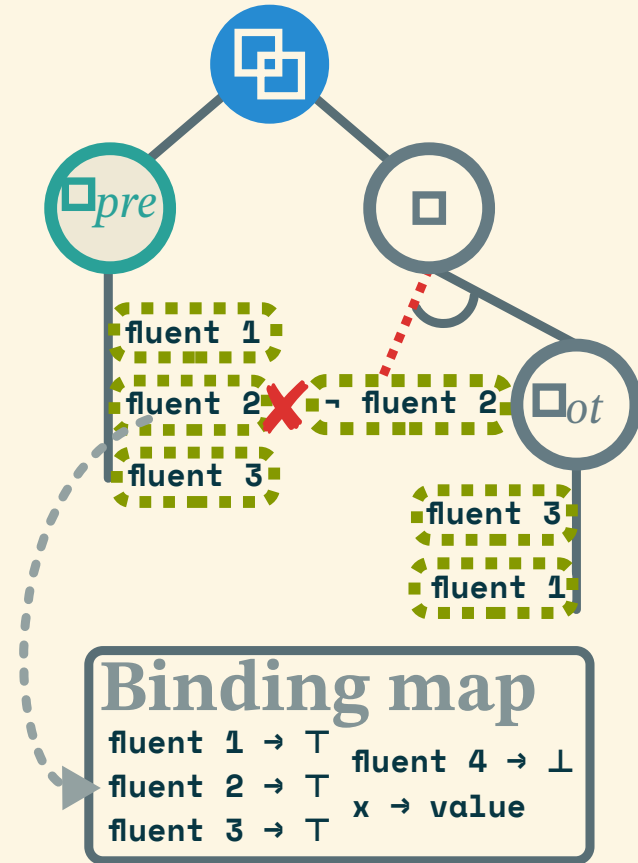 □pre
□
fluent 1
fluent 2 ✘ ¬ fluent 2
□ot
fluent 3
fluent 3
fluent 1
Binding map
fluent 1 → ⊤
fluent 2 → ⊤
fluent 3 → ⊤
fluent 4 → ⊥
x → value